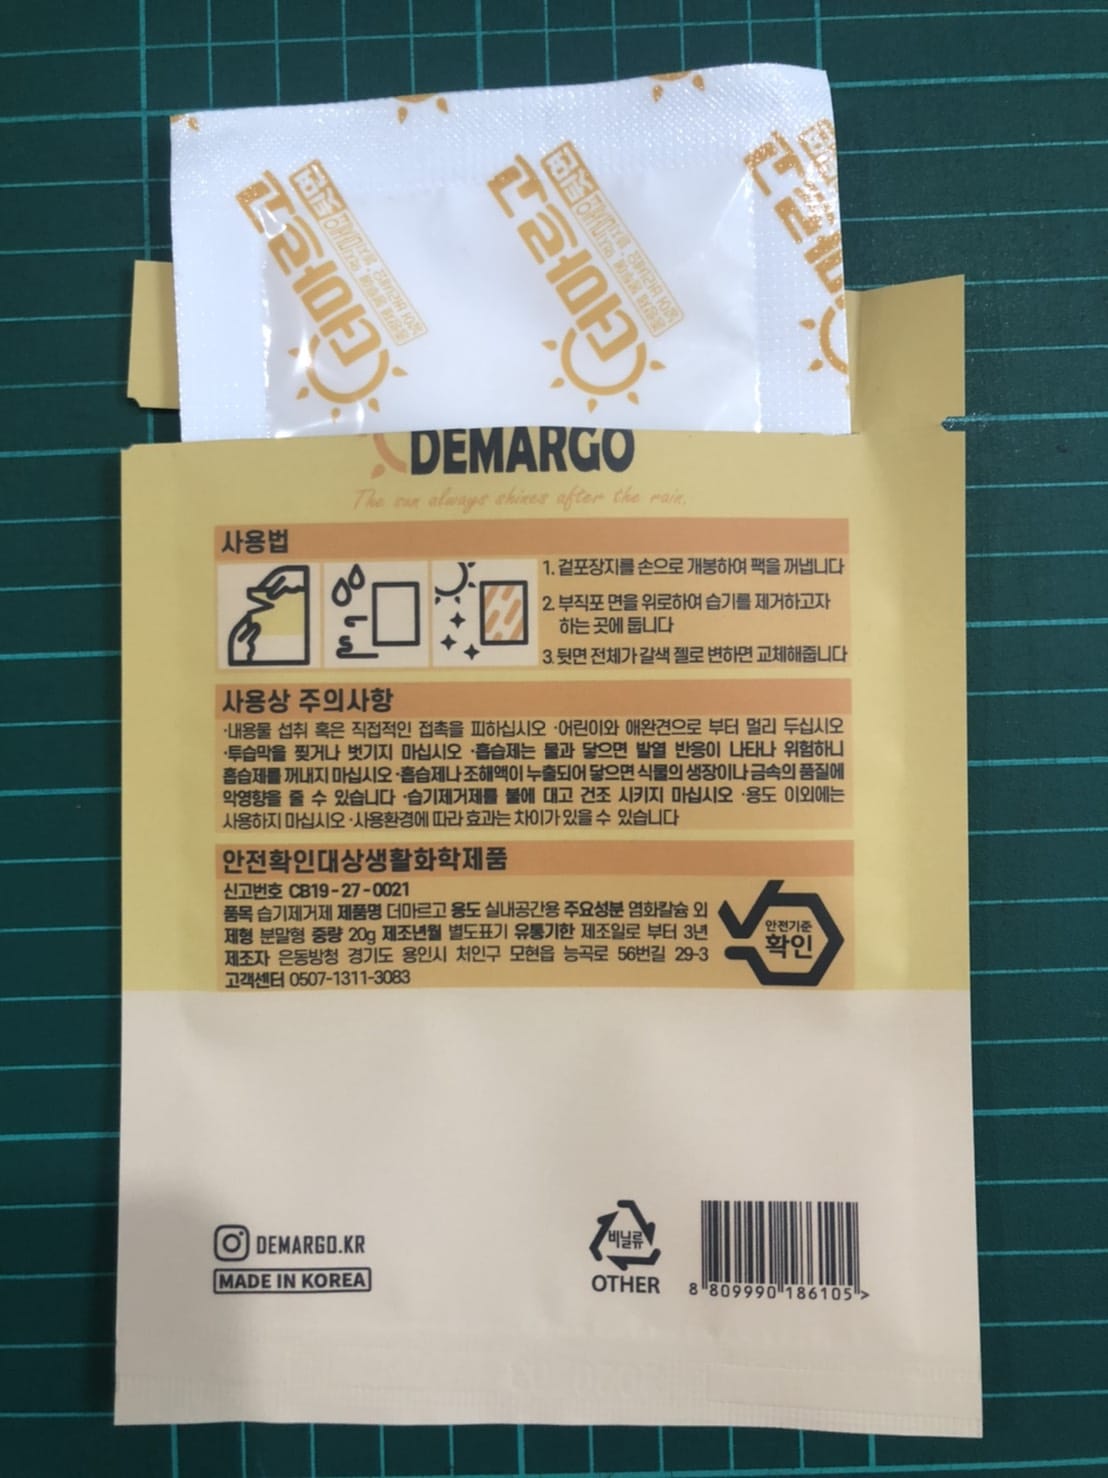 더마르고
더마르고
DEMARGO
The sun always shines after the rain.
사용법
1. 겉포장지를 손으로 개봉하여 팩을 꺼냅니다
2. 부직포 면을 위로하여 습기를 제거하고자
하는 곳에 둡니다
3. 뒷면 전체가 갈색 젤로 변하면 교체해줍니다
사용상 주의사항
·내용물 섭취 혹은 직접적인 접촉을 피하십시오 ·어린이와 애완견으로 부터 멀리 두십시오
·투습막을 찢거나 벗기지 마십시오 ·흡습제는 물과 닿으면 발열 반응이 나타나 위험하니
흡습제를 꺼내지 마십시오 ·흡습제나 조해액이 누출되어 닿으면 식물의 생장이나 금속의 품질에
악영향을 줄 수 있습니다 ·습기제거제를 불에 대고 건조 시키지 마십시오 ·용도 이외에는
사용하지 마십시오 ·사용환경에 따라 효과는 차이가 있을 수 있습니다
안전확인대상생활화학제품
신고번호 CB19-27-0021
품목 습기제거제 제품명 더마르고 용도 실내공간용 주요성분 염화칼슘 외
제형 분말형 중량 20g 제조년월 별도표기 유통기한 제조일로 부터 3년
제조자 은동방청 경기도 용인시 처인구 모현읍 능곡로 56번길 29-3
고객센터 0507-1311-3083
안전기준
확인
DEMARGO.KR
MADE IN KOREA
비닐류
OTHER
8 809990 186105 >